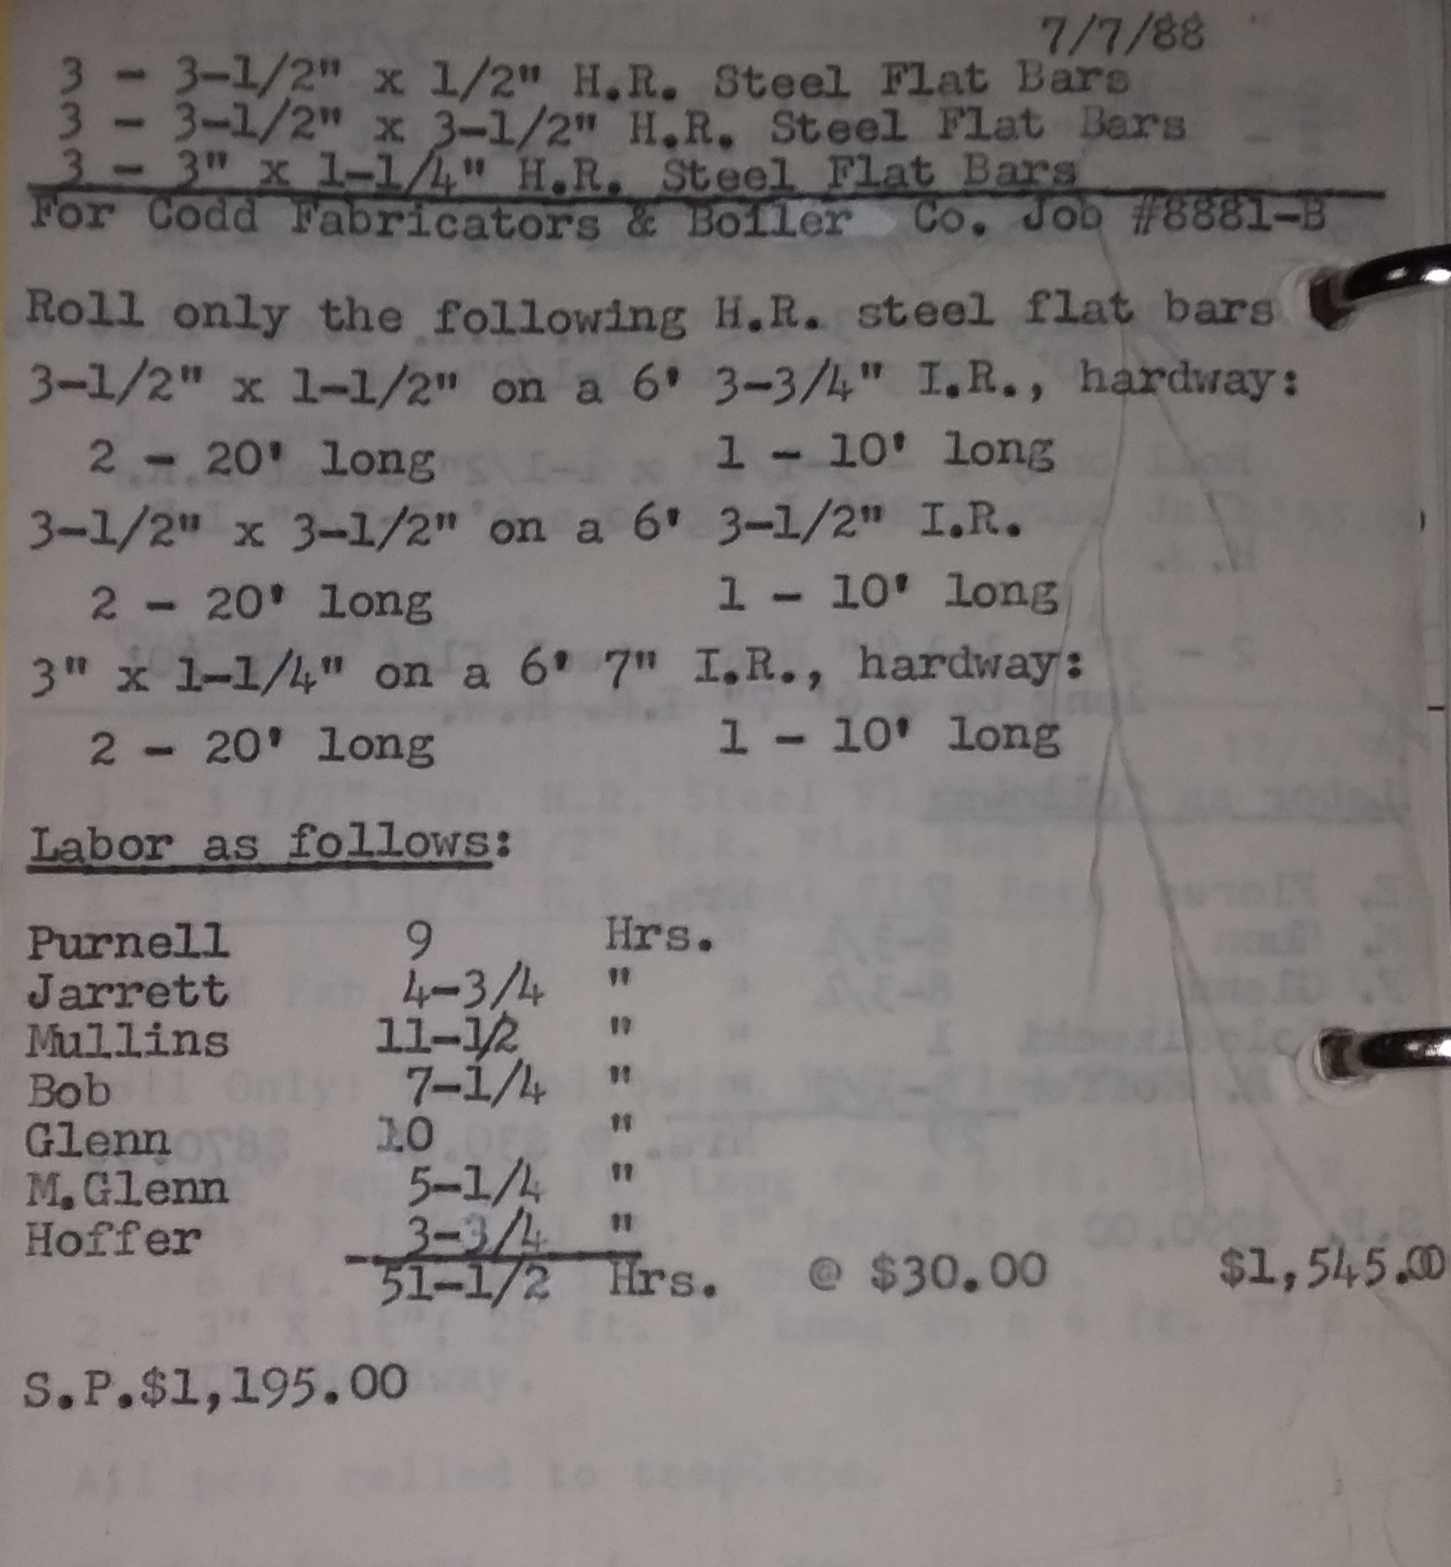 7/7/88
3 - 3-1/2" x 1/2" H.R. Steel Flat Bars
3 - 3-1/2" x 3-1/2" H.R. Steel Flat Bars
3 - 3" x 1-1/4" H.R. Steel Flat Bars
For Codd Fabricators & Boiler Co. Job #8881-B
Roll only the following H.R. steel flat bars
3-1/2" x 1-1/2" on a 6' 3-3/4" I.R., hardway:
2 - 20' long 1 - 10' long
3-1/2" x 3-1/2" on a 6' 3-1/2" I.R.
2 - 20' long 1 - 10' long
3" x 1-1/4" on a 6' 7" I.R., hardway:
2 - 20' long 1 - 10' long
Labor as follows:
Purnell 9 Hrs.
Jarrett 4-3/4 "
Mullins 11-1/2 "
Bob 7-1/4 "
Glenn 10 "
M.Glenn 5-1/4 "
Hoffer 3-3/4 "
51-1/2 Hrs. @ $30.00 $1,545.00
S.P.$1,195.00